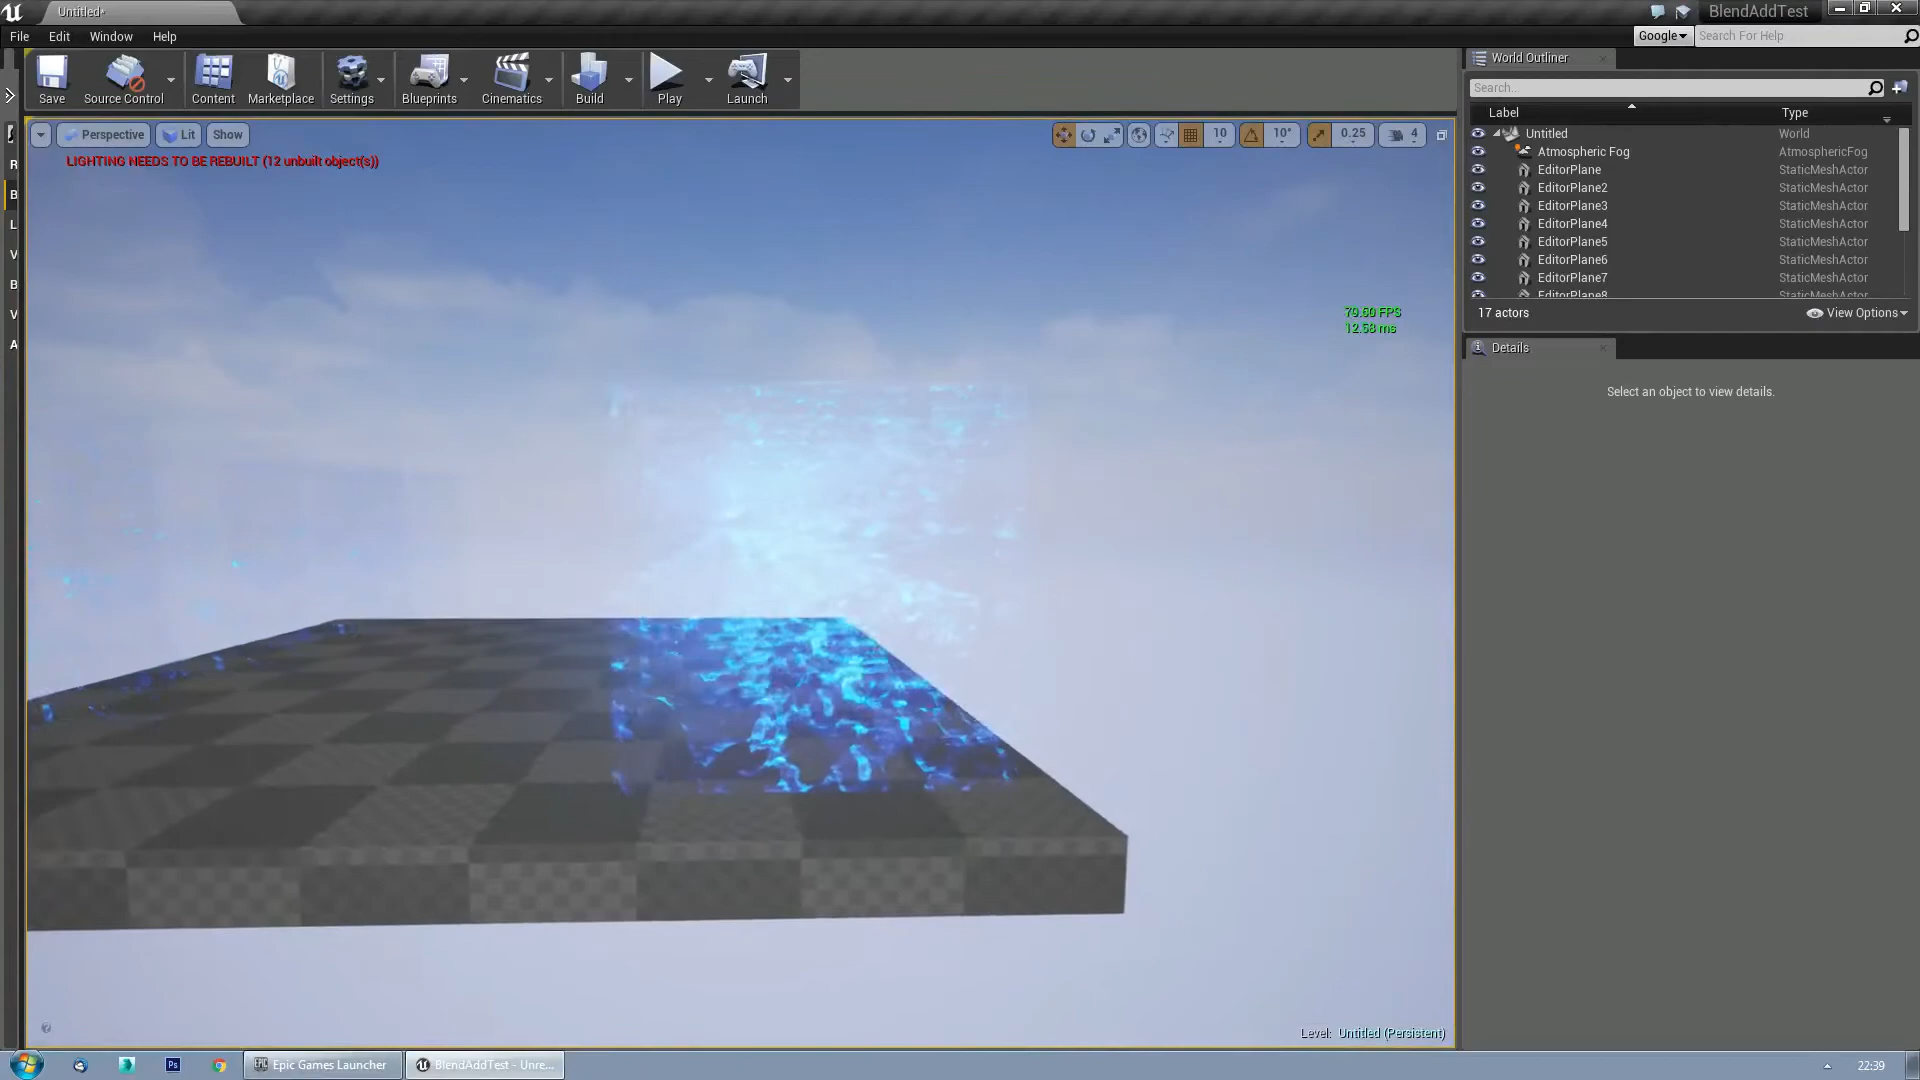 Untitled*
BlendAddTest
File Edit Window Help
Google
Search For Help
Save
Source Control
Content
Marketplace
Settings
Blueprints
Cinematics
Build
Play
Launch
Perspective
Lit
Show
10
10°
0.25
4
LIGHTING NEEDS TO BE REBUILT (12 unbuilt object(s))
79.60 FPS
12.58 ms
R
B
L
V
B
V
A
Level: Untitled (Persistent)
World Outliner
Search...
Label Type
Untitled World
Atmospheric Fog AtmosphericFog
EditorPlane StaticMeshActor
EditorPlane2 StaticMeshActor
EditorPlane3 StaticMeshActor
EditorPlane4 StaticMeshActor
EditorPlane5 StaticMeshActor
EditorPlane6 StaticMeshActor
EditorPlane7 StaticMeshActor
EditorPlane8 StaticMeshActor
17 actors
View Options
Details
Select an object to view details.
Ps
EPIC
Epic Games Launcher
BlendAddTest - Unre...
22:39